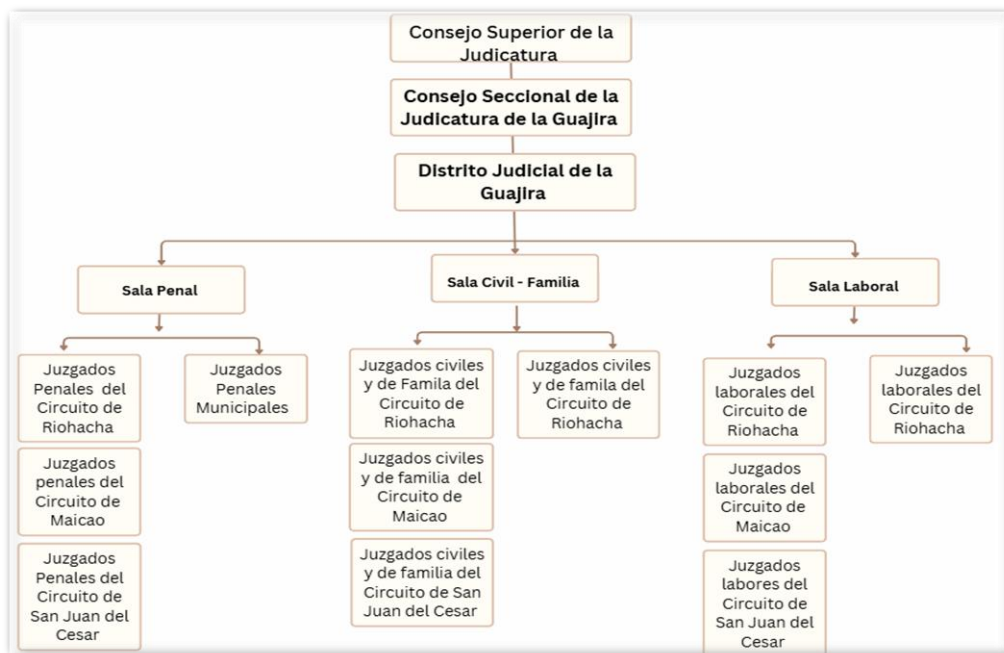 Consejo Superior de la
Judicatura
Consejo Seccional de la
Judicatura de la Guajira
Distrito Judicial de la
Guajira
Sala Penal
Sala Civil - Familia
Sala Laboral
Juzgados
Penales del
Circuito de
Riohacha
Juzgados
Penales
Municipales
Juzgados civiles
y de Famila del
Circuito de
Riohacha
Juzgados civiles
y de famila del
Circuito de
Riohacha
Juzgados
laborales del
Circuito de
Riohacha
Juzgados
laborales del
Circuito de
Riohacha
Juzgados
penales del
Circuito de
Maicao
Juzgados civiles
y de familia del
Circuito de
Maicao
Juzgados
laborales del
Circuito de
Maicao
Juzgados
Penales del
Circuito de
San Juan del
Cesar
Juzgados civiles
y de familia del
Circuito de San
Juan del Cesar
Juzgados
labores del
Circuito de
San Juan del
Cesar